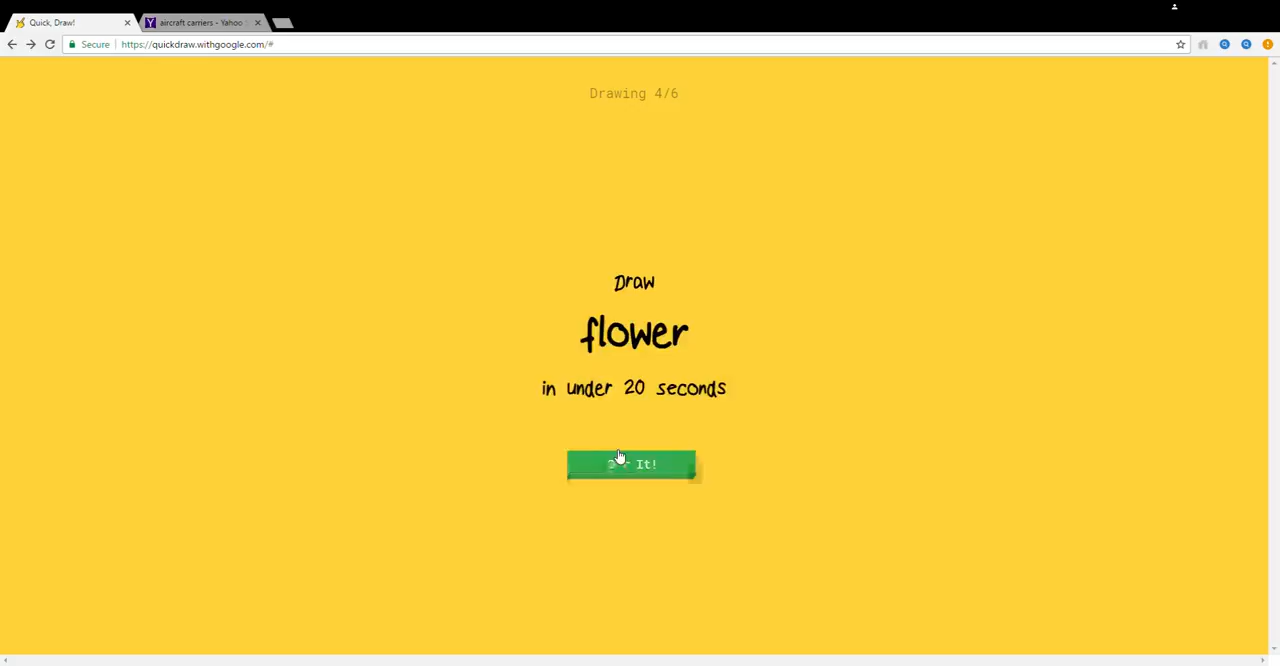 Quick, Draw!
aircraft carriers - Yahoo
Secure https://quickdraw.withgoogle.com/#
Drawing 4/6
Draw
flower
in under 20 seconds
It!